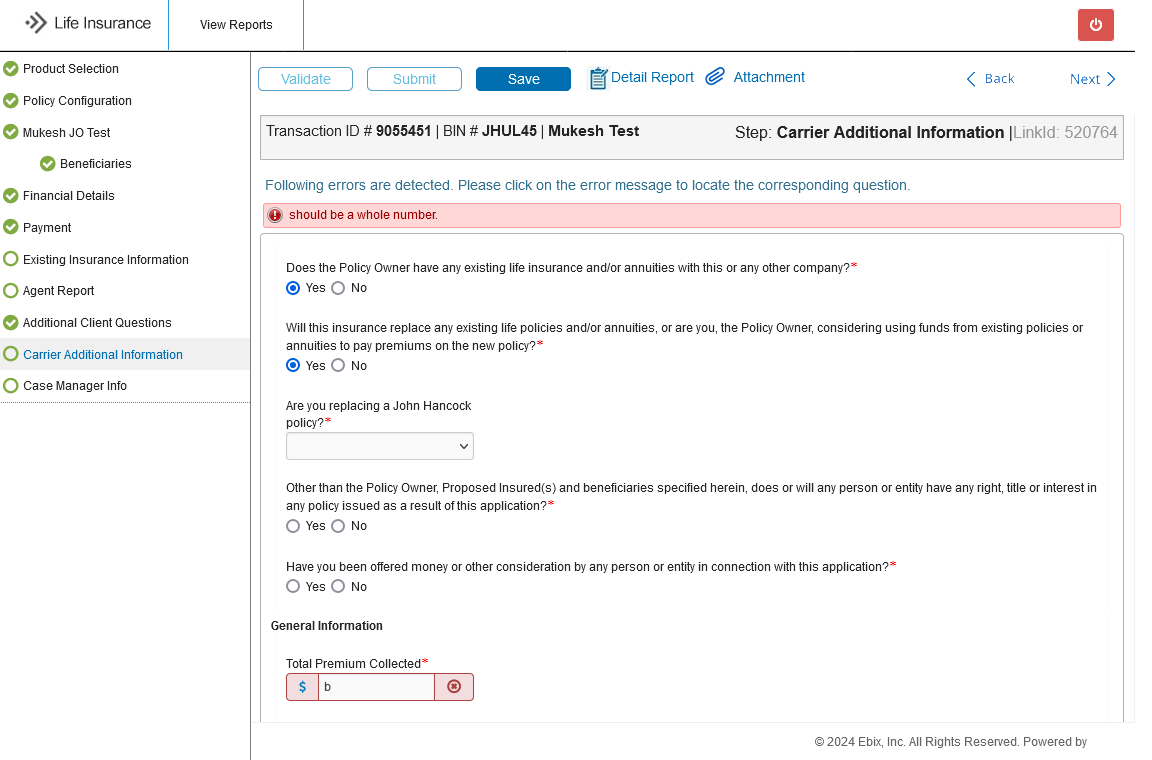 Life Insurance
View Reports
Product Selection
Policy Configuration
Mukesh JO Test
Beneficiaries
Financial Details
Payment
Existing Insurance Information
Agent Report
Additional Client Questions
Carrier Additional Information
Case Manager Info
Validate
Submit
Save
Detail Report
Attachment
Back
Next
Transaction ID # 9055451 | BIN # JHUL45 | Mukesh Test
Step: Carrier Additional Information |LinkId: 520764
Following errors are detected. Please click on the error message to locate the corresponding question.
should be a whole number.
Does the Policy Owner have any existing life insurance and/or annuities with this or any other company?*
Yes No
Will this insurance replace any existing life policies and/or annuities, or are you, the Policy Owner, considering using funds from existing policies or
annuities to pay premiums on the new policy?*
Yes No
Are you replacing a John Hancock
policy?*
Other than the Policy Owner, Proposed Insured(s) and beneficiaries specified herein, does or will any person or entity have any right, title or interest in
any policy issued as a result of this application?*
Yes No
Have you been offered money or other consideration by any person or entity in connection with this application?*
Yes No
General Information
Total Premium Collected*
$ b
© 2024 Ebix, Inc. All Rights Reserved. Powered by